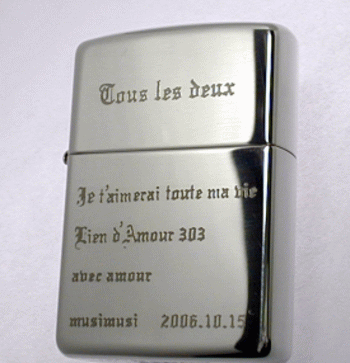 Tous les deux
Je t'aimerai toute ma vie
Lien d'Amour 303
avec amour
musimusi 2006.10.15